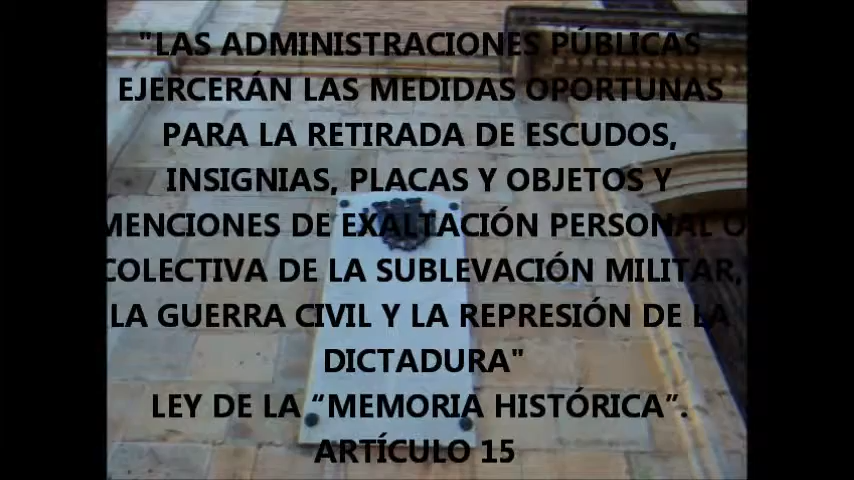 "LAS ADMINISTRACIONES PÚBLICAS
EJERCERÁN LAS MEDIDAS OPORTUNAS
PARA LA RETIRADA DE ESCUDOS,
INSIGNIAS, PLACAS Y OBJETOS Y
MENCIONES DE EXALTACIÓN PERSONAL O
COLECTIVA DE LA SUBLEVACIÓN MILITAR,
LA GUERRA CIVIL Y LA REPRESIÓN DE LA
DICTADURA"
LEY DE LA “MEMORIA HISTÓRICA”.
ARTÍCULO 15